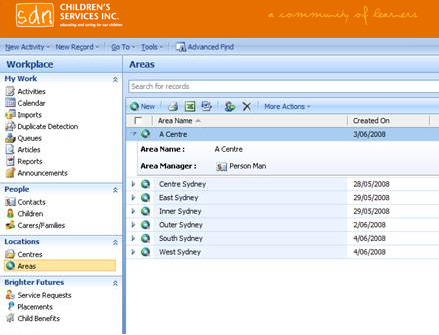 sdn
CHILDREN'S
SERVICES INC.
educating and caring for our children
a community of learners
New Activity
New Record
Go To
Tools
Advanced Find
Workplace
My Work
Activities
Calendar
Imports
Duplicate Detection
Queues
Articles
Reports
Announcements
People
Contacts
Children
Carers/Families
Locations
Centres
Areas
Brighter Futures
Service Requests
Placements
Child Benefits
Areas
Search for records
New
More Actions
Area Name Created On
A Centre 3/06/2008
Area Name : A Centre
Area Manager : Person Man
Centre Sydney 28/05/2008
East Sydney 29/05/2008
Inner Sydney 29/05/2008
Outer Sydney 2/06/2008
South Sydney 4/06/2008
West Sydney 4/06/2008